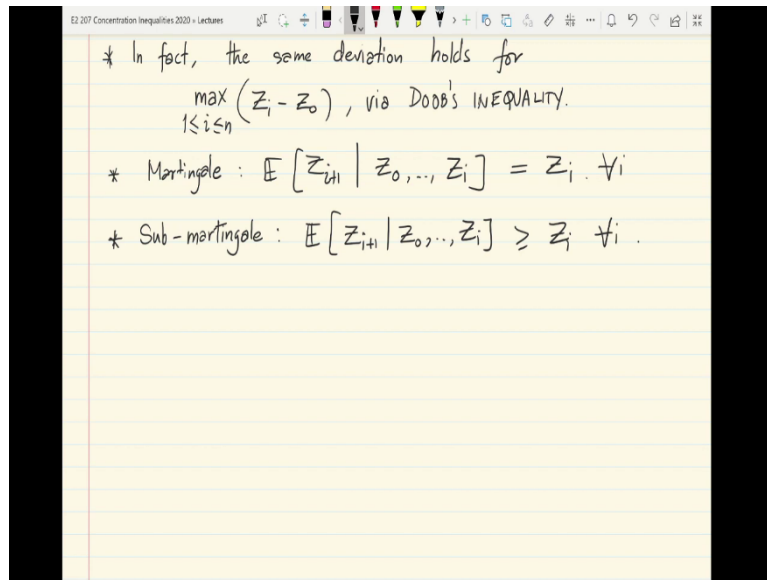 E2 207 Concentration Inequalities 2020 » Lectures
* In fact, the same deviation holds for
max (Z_i - Z_0), via DOOB'S INEQUALITY.
1≤i≤n
* Martingale : 𝔼[Z_{i+1} | Z_0,..,Z_i] = Z_i . ∀i
* Sub-martingale : 𝔼[Z_{i+1} | Z_0,..,Z_i] ≥ Z_i ∀i .